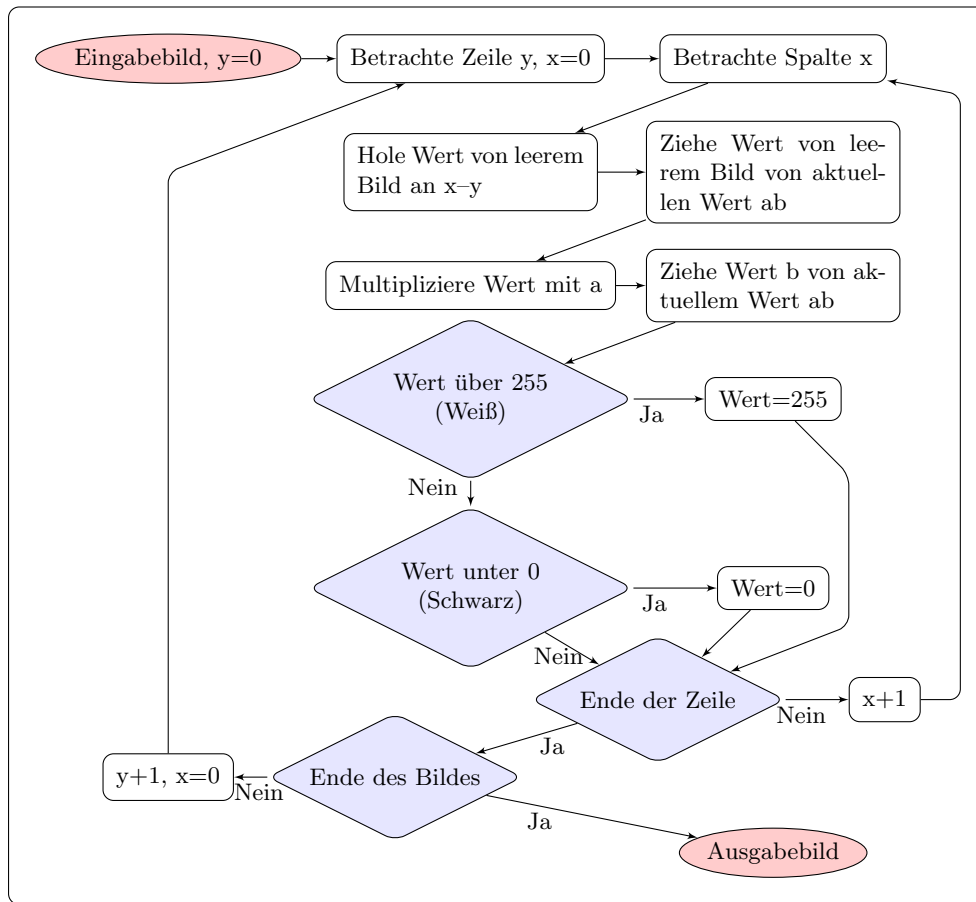 Eingabebild, y=0
Betrachte Zeile y, x=0
Betrachte Spalte x
Hole Wert von leerem
Bild an x–y
Ziehe Wert von lee-
rem Bild von aktuel-
len Wert ab
Multipliziere Wert mit a
Ziehe Wert b von ak-
tuellem Wert ab
Wert über 255
(Weiß)
Ja
Wert=255
Nein
Wert unter 0
(Schwarz)
Ja
Wert=0
Nein
Ende der Zeile
Nein
x+1
Ja
Ende des Bildes
Nein
y+1, x=0
Ja
Ausgabebild